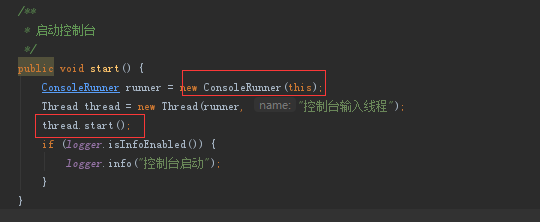 /**
* 启动控制台
*/
public void start() {
ConsoleRunner runner = new ConsoleRunner(this);
Thread thread = new Thread(runner, name: "控制台输入线程");
thread.start();
if (logger.isInfoEnabled()) {
logger.info("控制台启动");
}
}